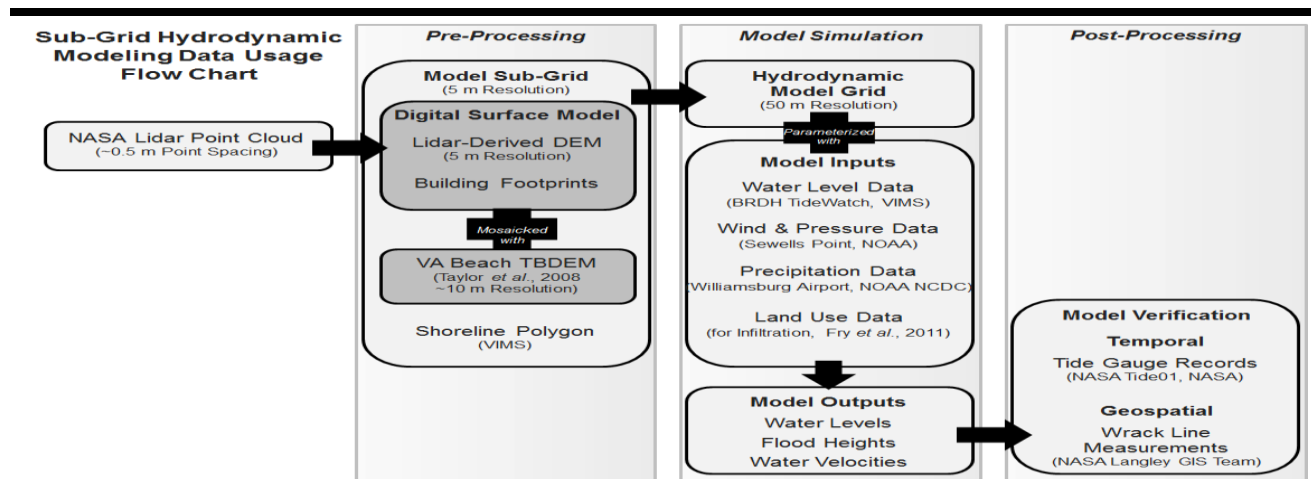 Sub-Grid Hydrodynamic
Modeling Data Usage
Flow Chart
NASA Lidar Point Cloud
(~0.5 m Point Spacing)
Pre-Processing
Model Sub-Grid
(5 m Resolution)
Digital Surface Model
Lidar-Derived DEM
(5 m Resolution)
Building Footprints
Mosaicked
with
VA Beach TBDEM
(Taylor et al., 2008
~10 m Resolution)
Shoreline Polygon
(VIMS)
Model Simulation
Hydrodynamic
Model Grid
(50 m Resolution)
Parameterized
with
Model Inputs
Water Level Data
(BRDH TideWatch, VIMS)
Wind & Pressure Data
(Sewells Point, NOAA)
Precipitation Data
(Williamsburg Airport, NOAA NCDC)
Land Use Data
(for Infiltration, Fry et al., 2011)
Model Outputs
Water Levels
Flood Heights
Water Velocities
Post-Processing
Model Verification
Temporal
Tide Gauge Records
(NASA Tide01, NASA)
Geospatial
Wrack Line
Measurements
(NASA Langley GIS Team)